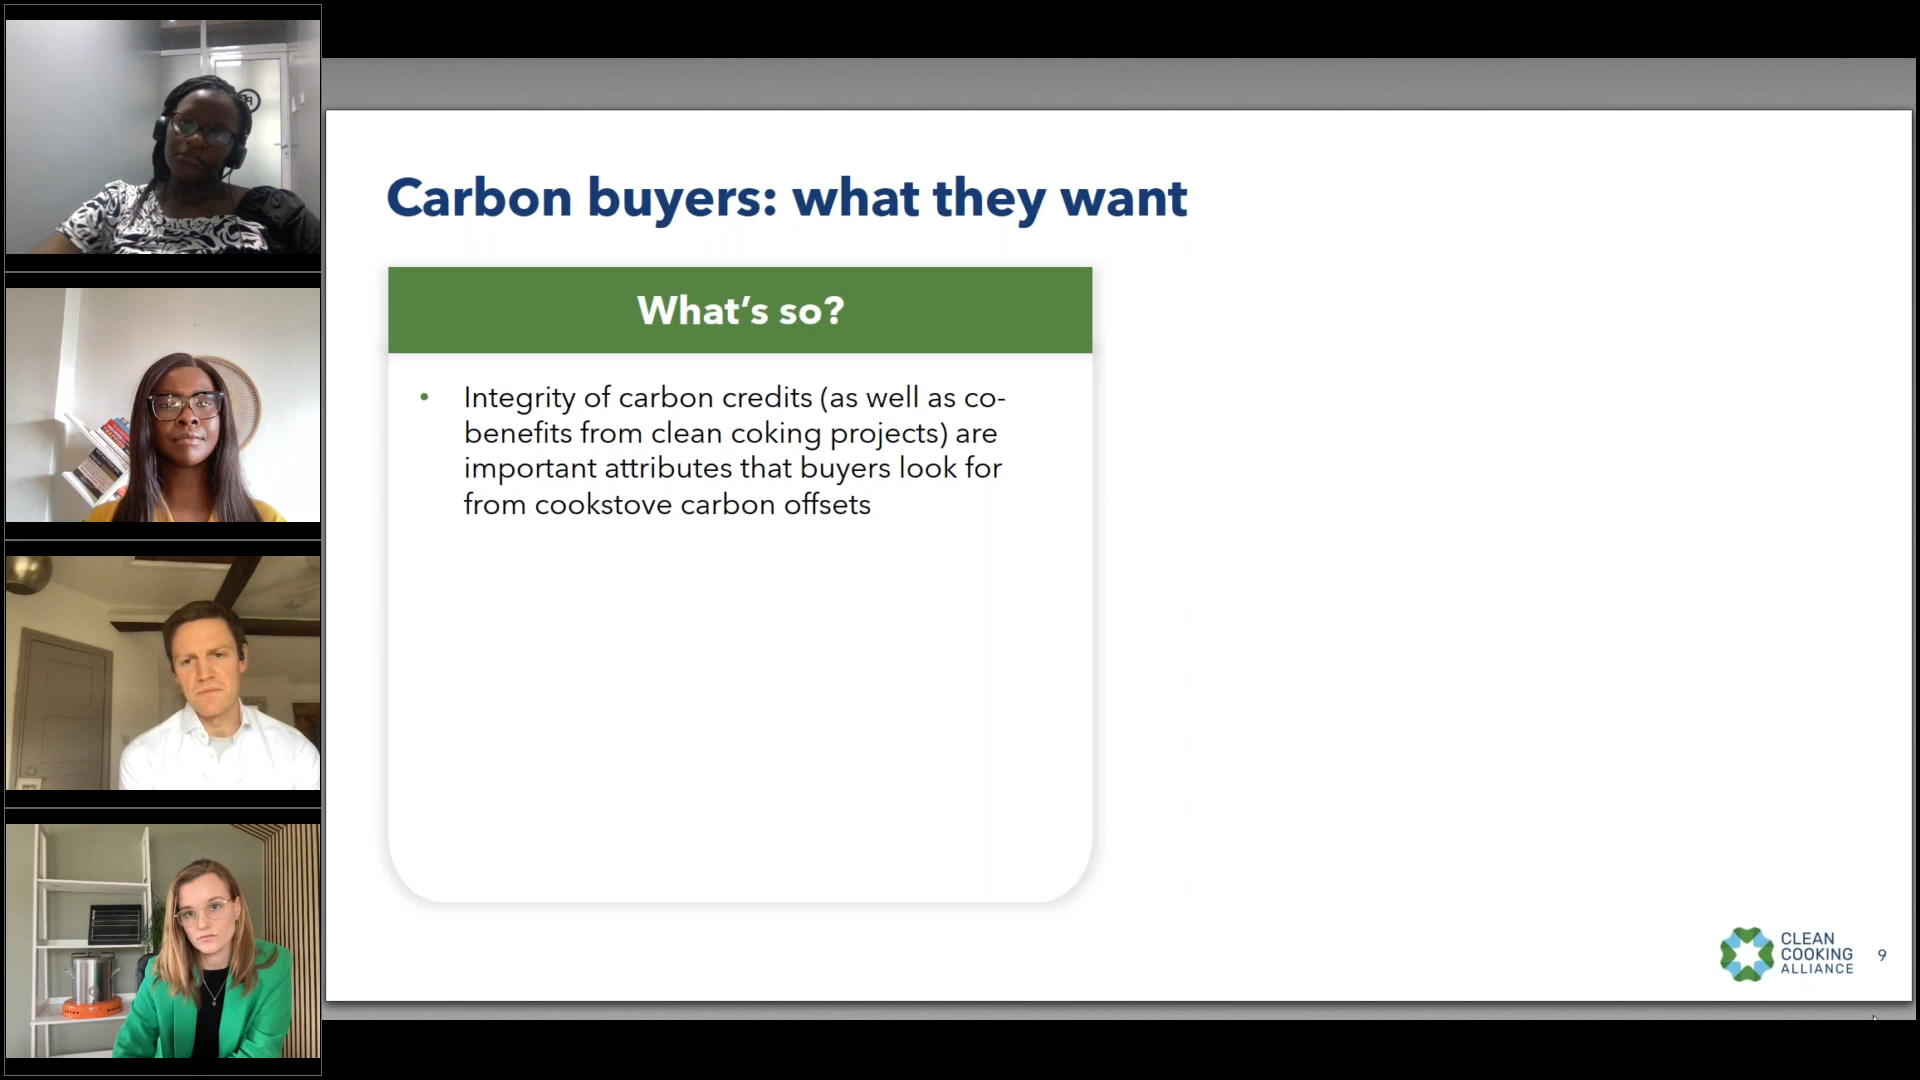 Carbon buyers: what they want
What's so?
• Integrity of carbon credits (as well as co-
benefits from clean coking projects) are
important attributes that buyers look for
from cookstove carbon offsets
CLEAN
COOKING
ALLIANCE
9